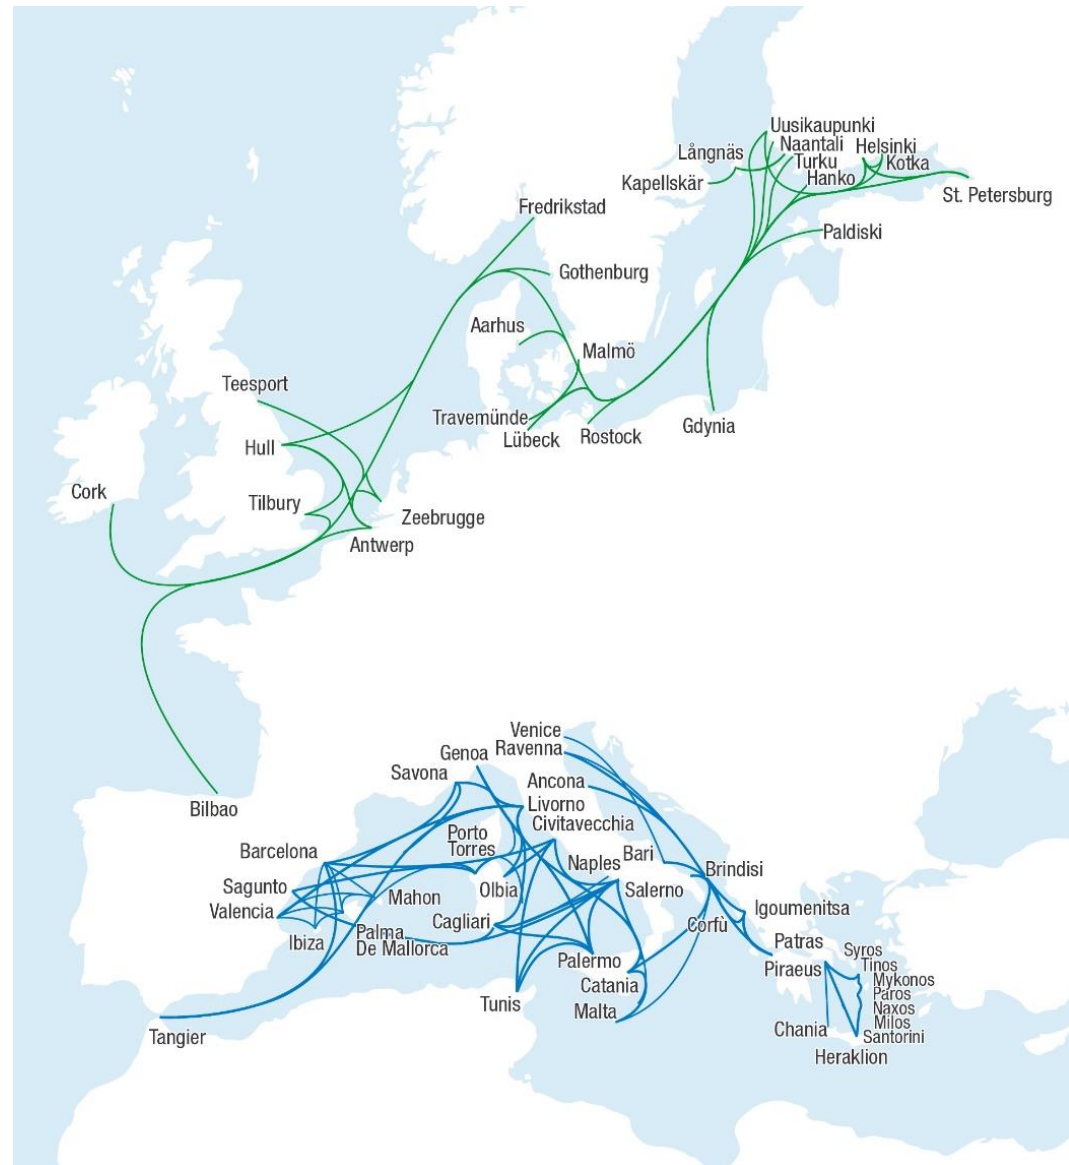 Uusikaupunki
Naantali
Helsinki
Långnäs
Turku
Kotka
Kapellskär
Hanko
St. Petersburg
Fredrikstad
Paldiski
Gothenburg
Aarhus
Malmö
Teesport
Travemünde
Lübeck
Rostock
Gdynia
Hull
Cork
Tilbury
Zeebrugge
Antwerp
Bilbao
Venice
Ravenna
Genoa
Savona
Ancona
Livorno
Civitavecchia
Porto
Torres
Barcelona
Naples
Bari
Brindisi
Sagunto
Olbia
Salerno
Mahon
Valencia
Igoumenitsa
Cagliari
Corfù
Ibiza
Palma
De Mallorca
Patras
Syros
Palermo
Piraeus
Tinos
Mykonos
Catania
Paros
Tunis
Naxos
Malta
Milos
Chania
Santorini
Tangier
Heraklion